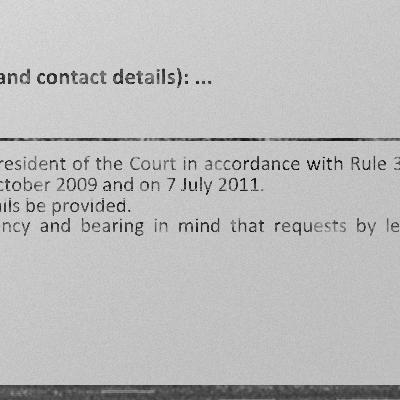 and contact details): ...
resident of the Court in accordance with Rule 3
ctober 2009 and on 7 July 2011.
ails be provided.
ncy and bearing in mind that requests by le